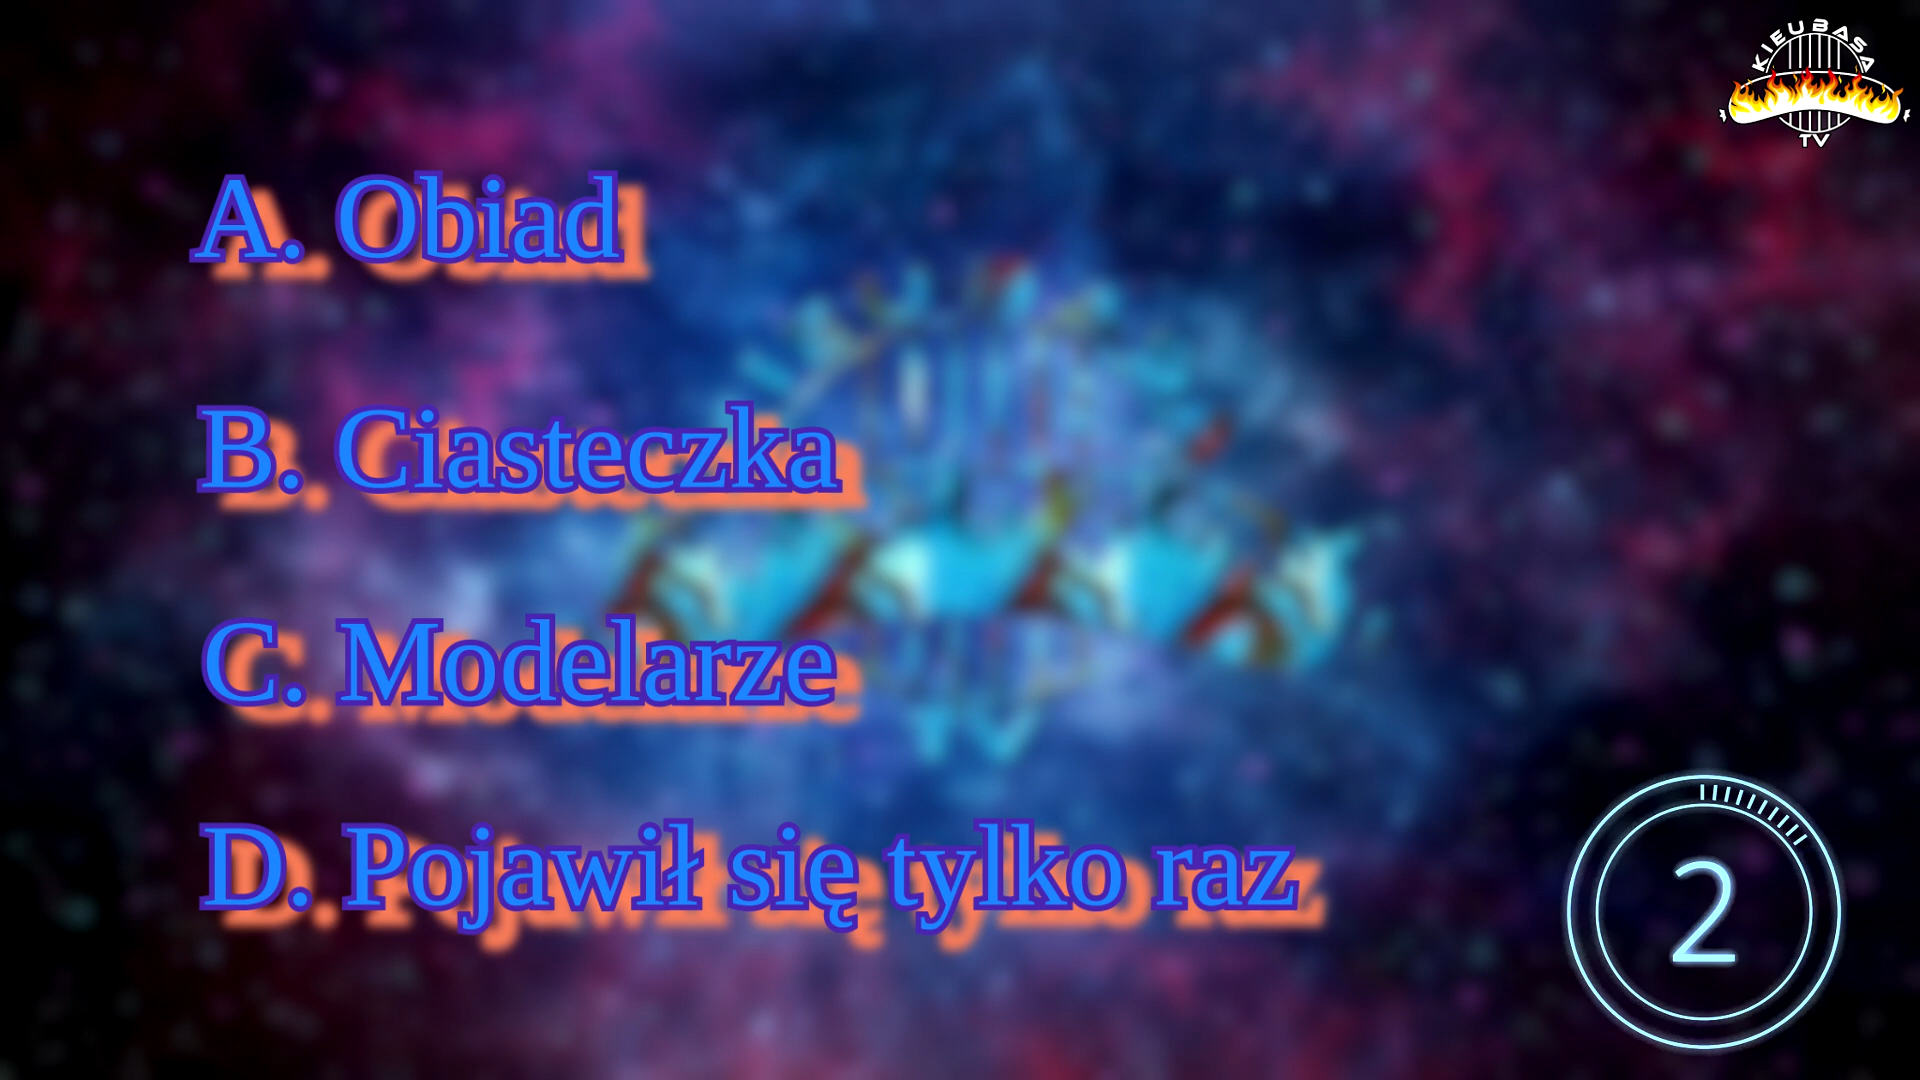 KIEUBASA
TV
A. Obiad
B. Ciasteczka
C. Modelarze
D. Pojawił się tylko raz
2